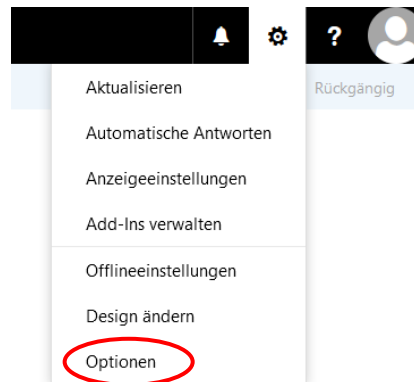 ?
Aktualisieren
Rückgängig
Automatische Antworten
Anzeigeeinstellungen
Add-Ins verwalten
Offlineeinstellungen
Design ändern
Optionen